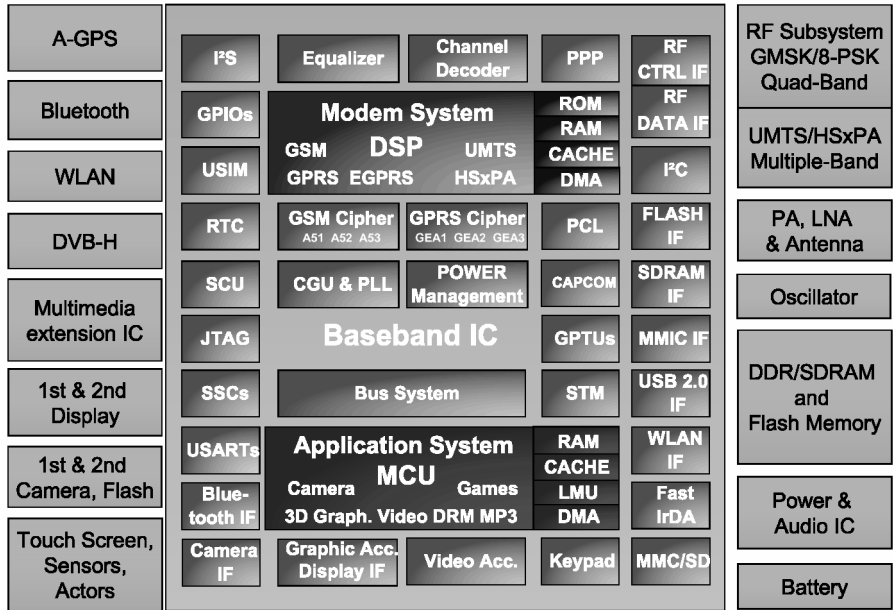 A-GPS
Bluetooth
WLAN
DVB-H
Multimedia
extension IC
1st & 2nd
Display
1st & 2nd
Camera, Flash
Touch Screen,
Sensors,
Actors
I²S
Equalizer
Channel
Decoder
PPP
RF
CTRL IF
GPIOs
Modem System
DSP
GSM
UMTS
GPRS EGPRS
HSxPA
ROM
RAM
CACHE
DMA
RF
DATA IF
USIM
I²C
RTC
GSM Cipher
A51 A52 A53
GPRS Cipher
GEA1 GEA2 GEA3
PCL
FLASH
IF
SCU
CGU & PLL
POWER
Management
CAPCOM
SDRAM
IF
JTAG
Baseband IC
GPTUs
MMIC IF
SSCs
Bus System
STM
USB 2.0
IF
USARTs
Application System
MCU
Camera
Games
3D Graph. Video DRM MP3
RAM
CACHE
LMU
DMA
WLAN
IF
Blue-
tooth IF
Fast
IrDA
Camera
IF
Graphic Acc.
Display IF
Video Acc.
Keypad
MMC/SD
RF Subsystem
GMSK/8-PSK
Quad-Band
UMTS/HSxPA
Multiple-Band
PA, LNA
& Antenna
Oscillator
DDR/SDRAM
and
Flash Memory
Power &
Audio IC
Battery